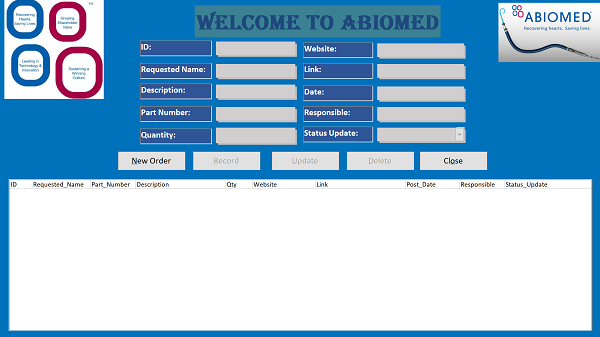 Recovering
Hearts.
Saving Lives
Growing
Shareholder
Value
Leading in
Technology &
Innovation
Sustaining a
Winning
Culture
TM
WELCOME TO ABIOMED
ABIOMED
Recovering hearts. Saving lives.
ID:
Website:
Requested Name:
Link:
Description:
Date:
Part Number:
Responsible:
Quantity:
Status Update:
New Order
Record
Update
Delete
Close
ID Requested_Name Part_Number Description Qty Website Link Post_Date Responsible Status_Update